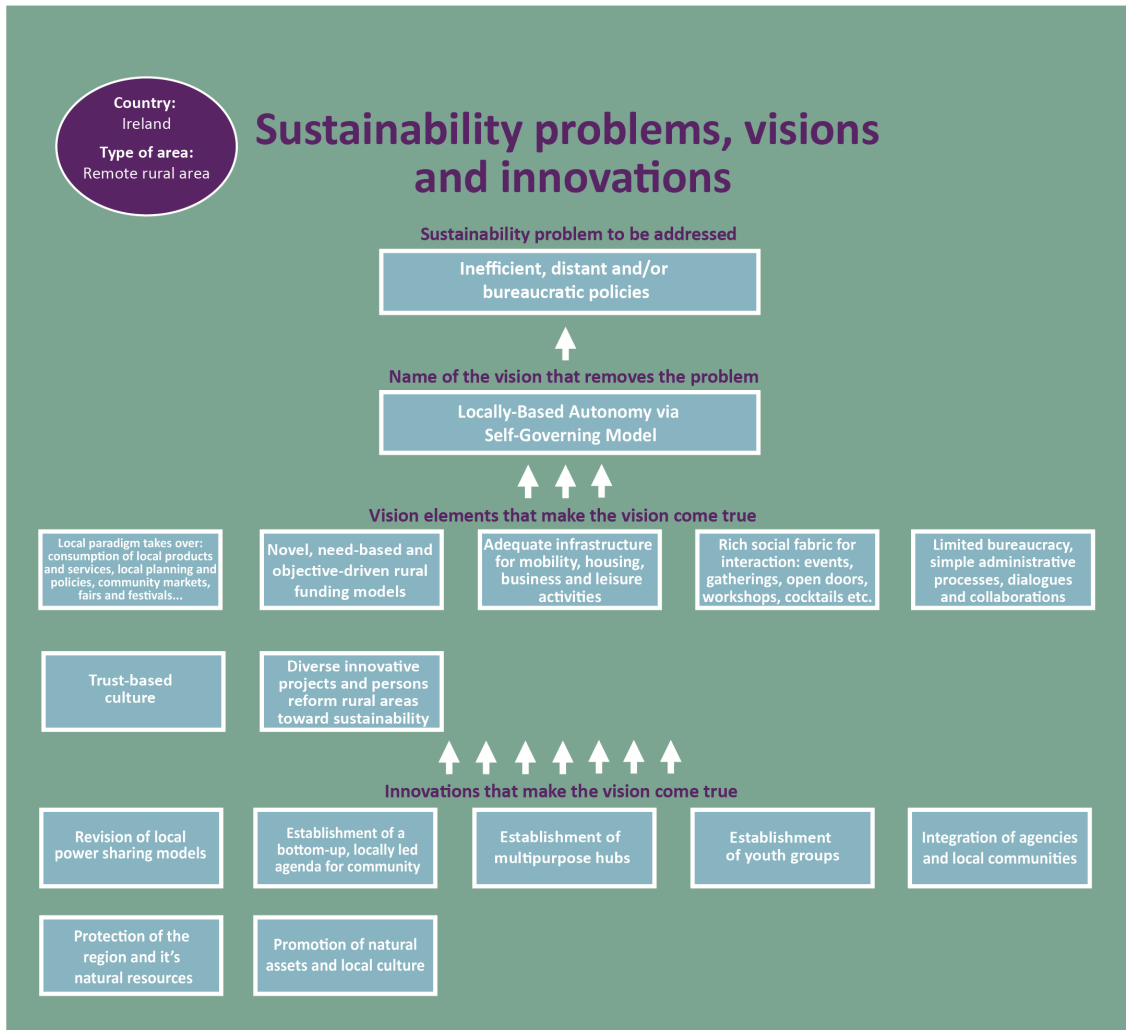 Country:
Ireland
Type of area:
Remote rural area
Sustainability problems, visions
and innovations
Sustainability problem to be addressed
Inefficient, distant and/or
bureaucratic policies
Name of the vision that removes the problem
Locally-Based Autonomy via
Self-Governing Model
Vision elements that make the vision come true
Local paradigm takes over:
consumption of local products
and services, local planning and
policies, community markets,
fairs and festivals...
Novel, need-based and
objective-driven rural
funding models
Adequate infrastructure
for mobility, housing,
business and leisure
activities
Rich social fabric for
interaction: events,
gatherings, open doors,
workshops, cocktails etc.
Limited bureaucracy,
simple administrative
processes, dialogues
and collaborations
Trust-based
culture
Diverse innovative
projects and persons
reform rural areas
toward sustainability
Innovations that make the vision come true
Revision of local
power sharing models
Establishment of a
bottom-up, locally led
agenda for community
Establishment of
multipurpose hubs
Establishment
of youth groups
Integration of agencies
and local communities
Protection of the
region and it's
natural resources
Promotion of natural
assets and local culture